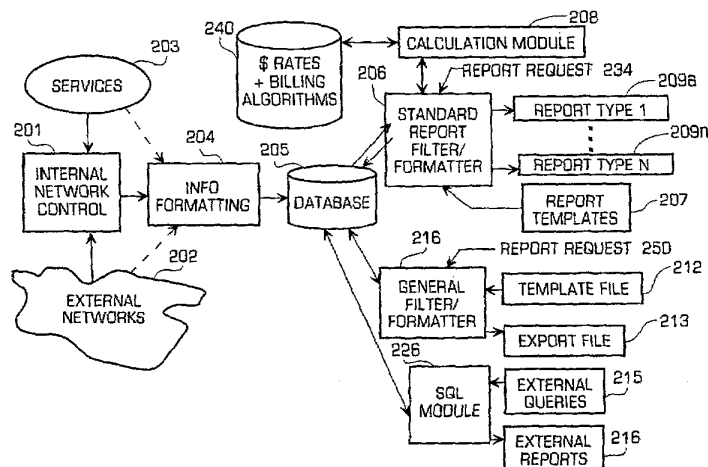 203
SERVICES
201
INTERNAL
NETWORK
CONTROL
204
INFO
FORMATTING
202
EXTERNAL
NETWORKS
205
DATABASE
240
$ RATES
+ BILLING
ALGORITHMS
208
CALCULATION MODULE
REPORT REQUEST 234
206
STANDARD
REPORT
FILTER/
FORMATTER
209a
REPORT TYPE 1
209n
REPORT TYPE N
REPORT
TEMPLATES
207
REPORT REQUEST 250
216
GENERAL
FILTER/
FORMATTER
TEMPLATE FILE
212
EXPORT FILE
213
226
SQL
MODULE
EXTERNAL
QUERIES
215
EXTERNAL
REPORTS
216